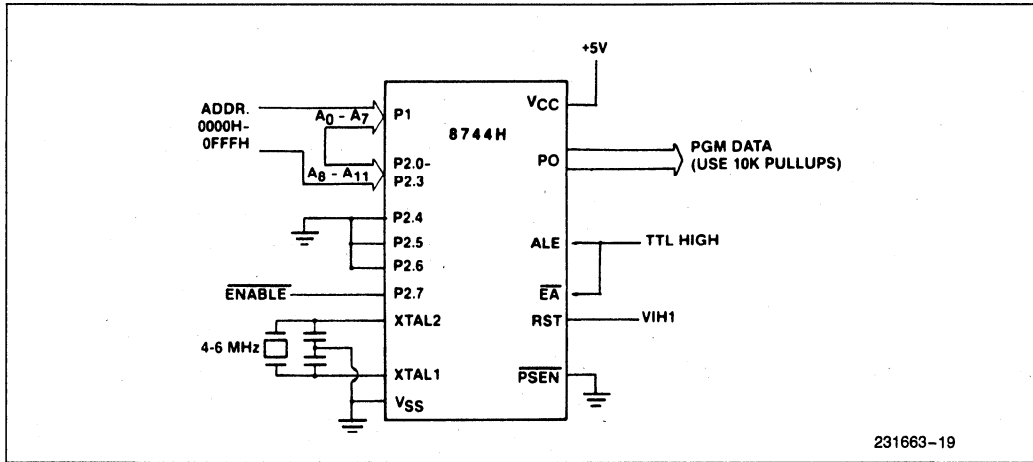 +5V
ADDR.
0000H-
0FFFH
A0 - A7
A8 - A11
P1
P2.0-
P2.3
P2.4
P2.5
P2.6
ENABLE
P2.7
4-6 MHz
XTAL2
XTAL1
VSS
8744H
VCC
PO
PGM DATA
(USE 10K PULLUPS)
ALE
TTL HIGH
EA
RST
VIH1
PSEN
231663-19